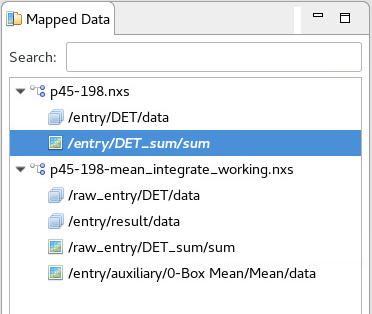 Mapped Data
Search:
p45-198.nxs
/entry/DET/data
/entry/DET_sum/sum
p45-198-mean_integrate_working.nxs
/raw_entry/DET/data
/entry/result/data
/raw_entry/DET_sum/sum
/entry/auxiliary/0-Box Mean/Mean/data